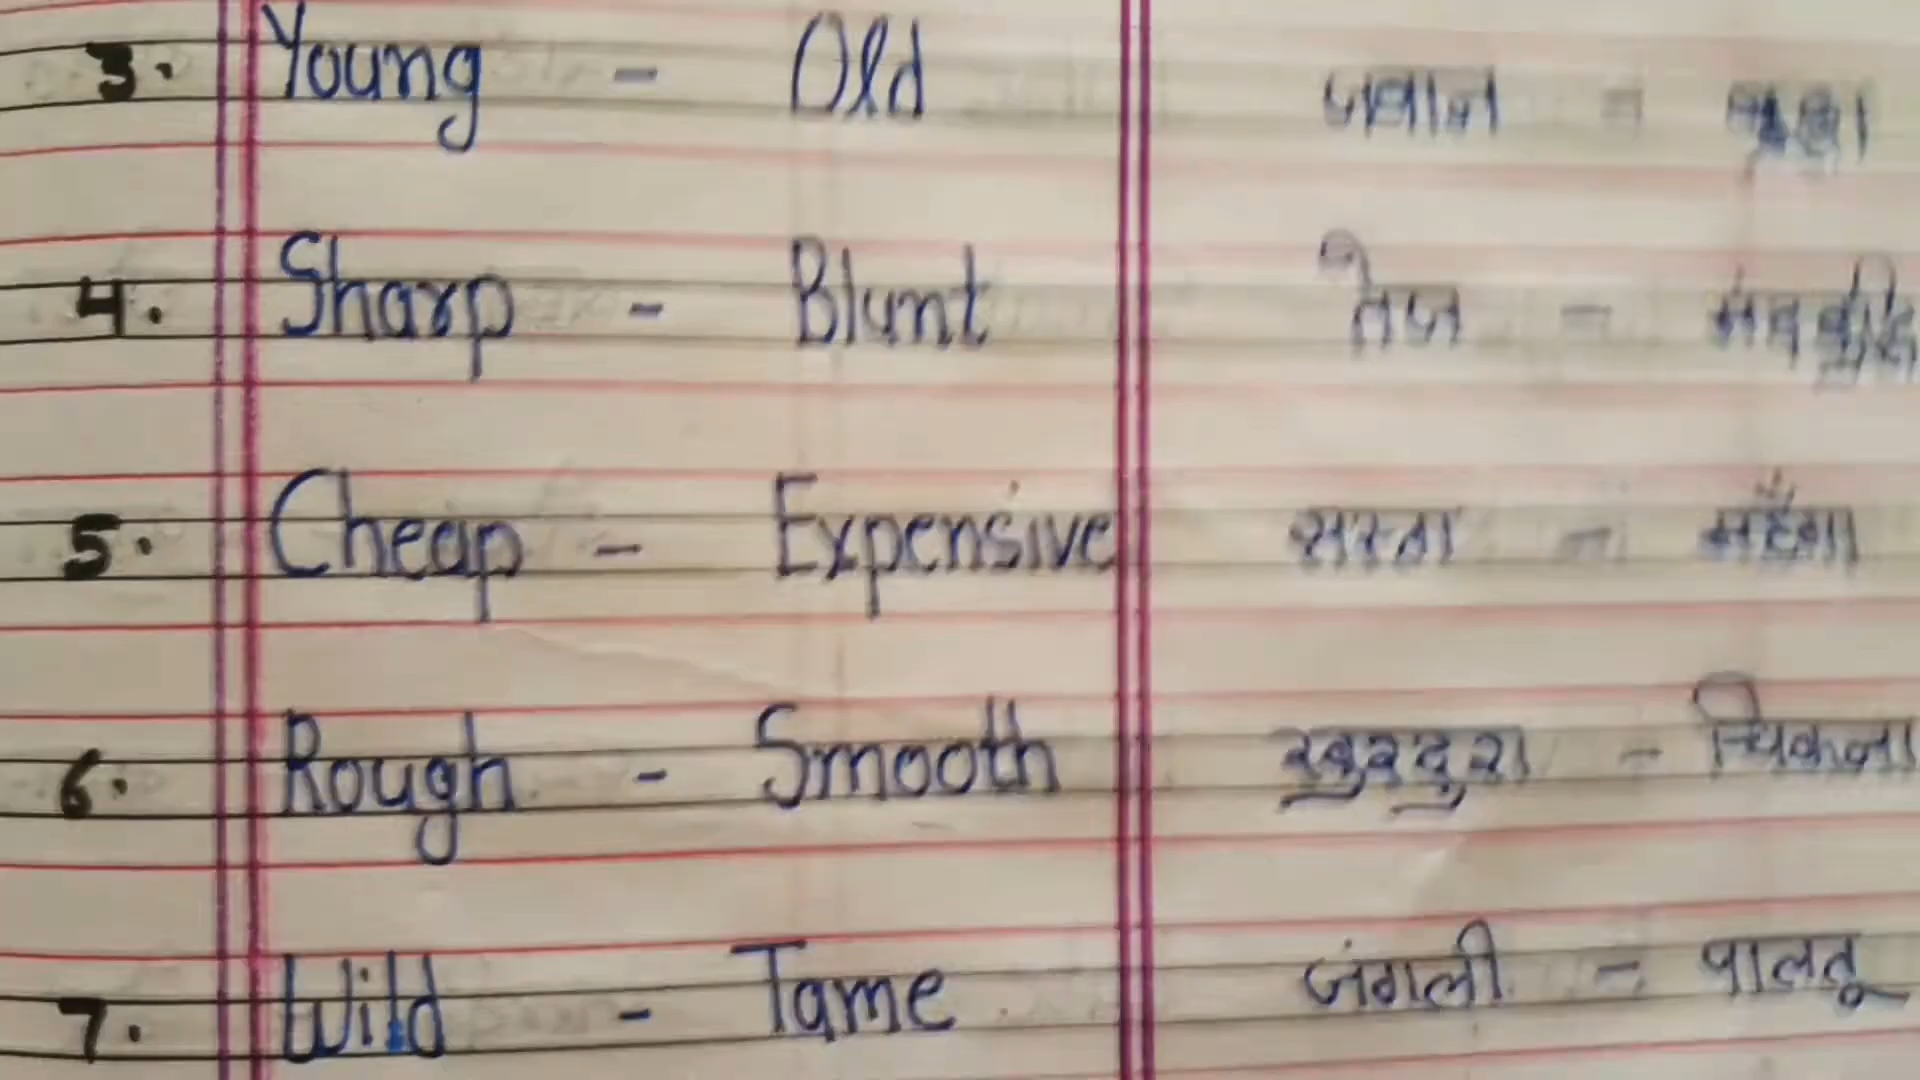 3. Young - Old जवान - बूढ़ा
4. Sharp - Blunt तेज - मंदबुद्धि
5. Cheap - Expensive सस्ता - महँगा
6. Rough - Smooth खुरदुरा - चिकना
7. Wild - Tame जंगली - पालतू